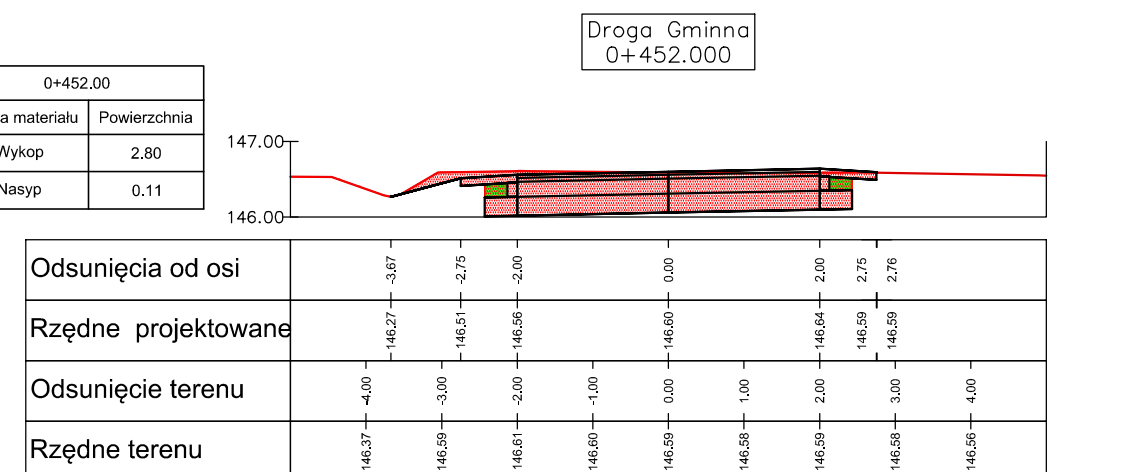 Droga Gminna
0+452.000
0+452.00
a materiału Powierzchnia
Wykop 2.80
Nasyp 0.11
147.00
146.00
Odsunięcia od osi -3.67 -2.75 -2.00 0.00 2.00 2.75 2.76
Rzędne projektowane 146.27 146.51 146.56 146.60 146.64 146.59 146.59
Odsunięcie terenu -4.00 -3.00 -2.00 -1.00 0.00 1.00 2.00 3.00 4.00
Rzędne terenu 146.37 146.59 146.61 146.60 146.59 146.58 146.59 146.58 146.56